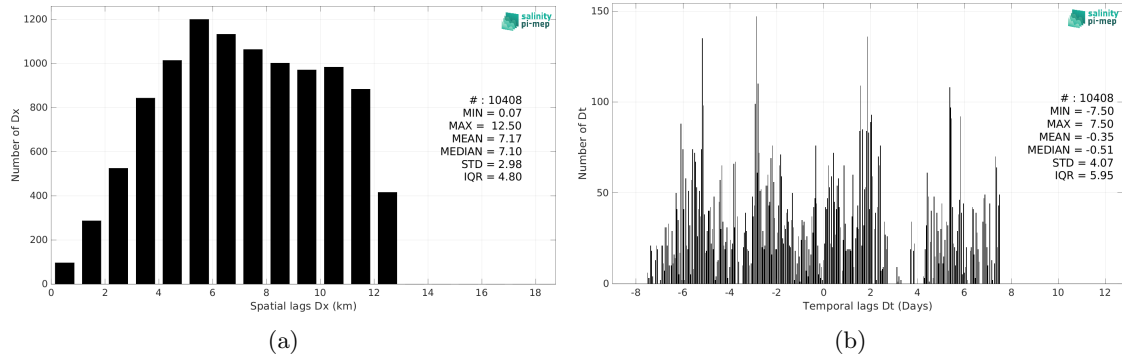 salinity
pi-mep
1200
1000
800
600
400
200
0
Number of Dx
# : 10408
MIN = 0.07
MAX = 12.50
MEAN = 7.17
MEDIAN = 7.10
STD = 2.98
IQR = 4.80
0 2 4 6 8 10 12 14 16 18
Spatial lags Dx (km)
(a)
salinity
pi-mep
150
100
50
0
Number of Dt
# : 10408
MIN = -7.50
MAX = 7.50
MEAN = -0.35
MEDIAN = -0.51
STD = 4.07
IQR = 5.95
-8 -6 -4 -2 0 2 4 6 8 10 12
Temporal lags Dt (Days)
(b)